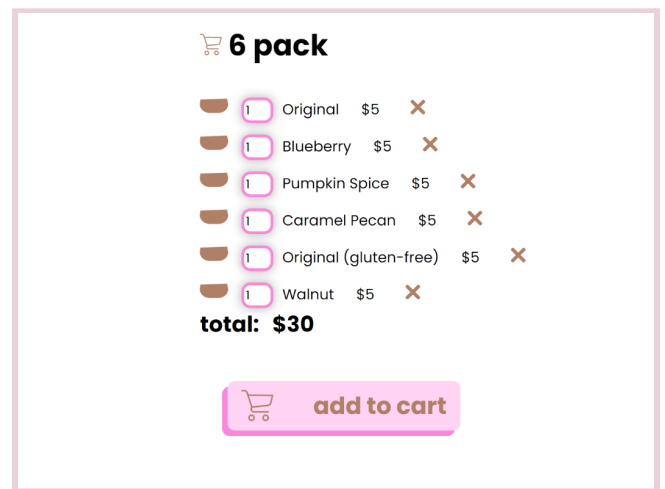 6 pack
1 Original $5
1 Blueberry $5
1 Pumpkin Spice $5
1 Caramel Pecan $5
1 Original (gluten-free) $5
1 Walnut $5
total: $30
add to cart